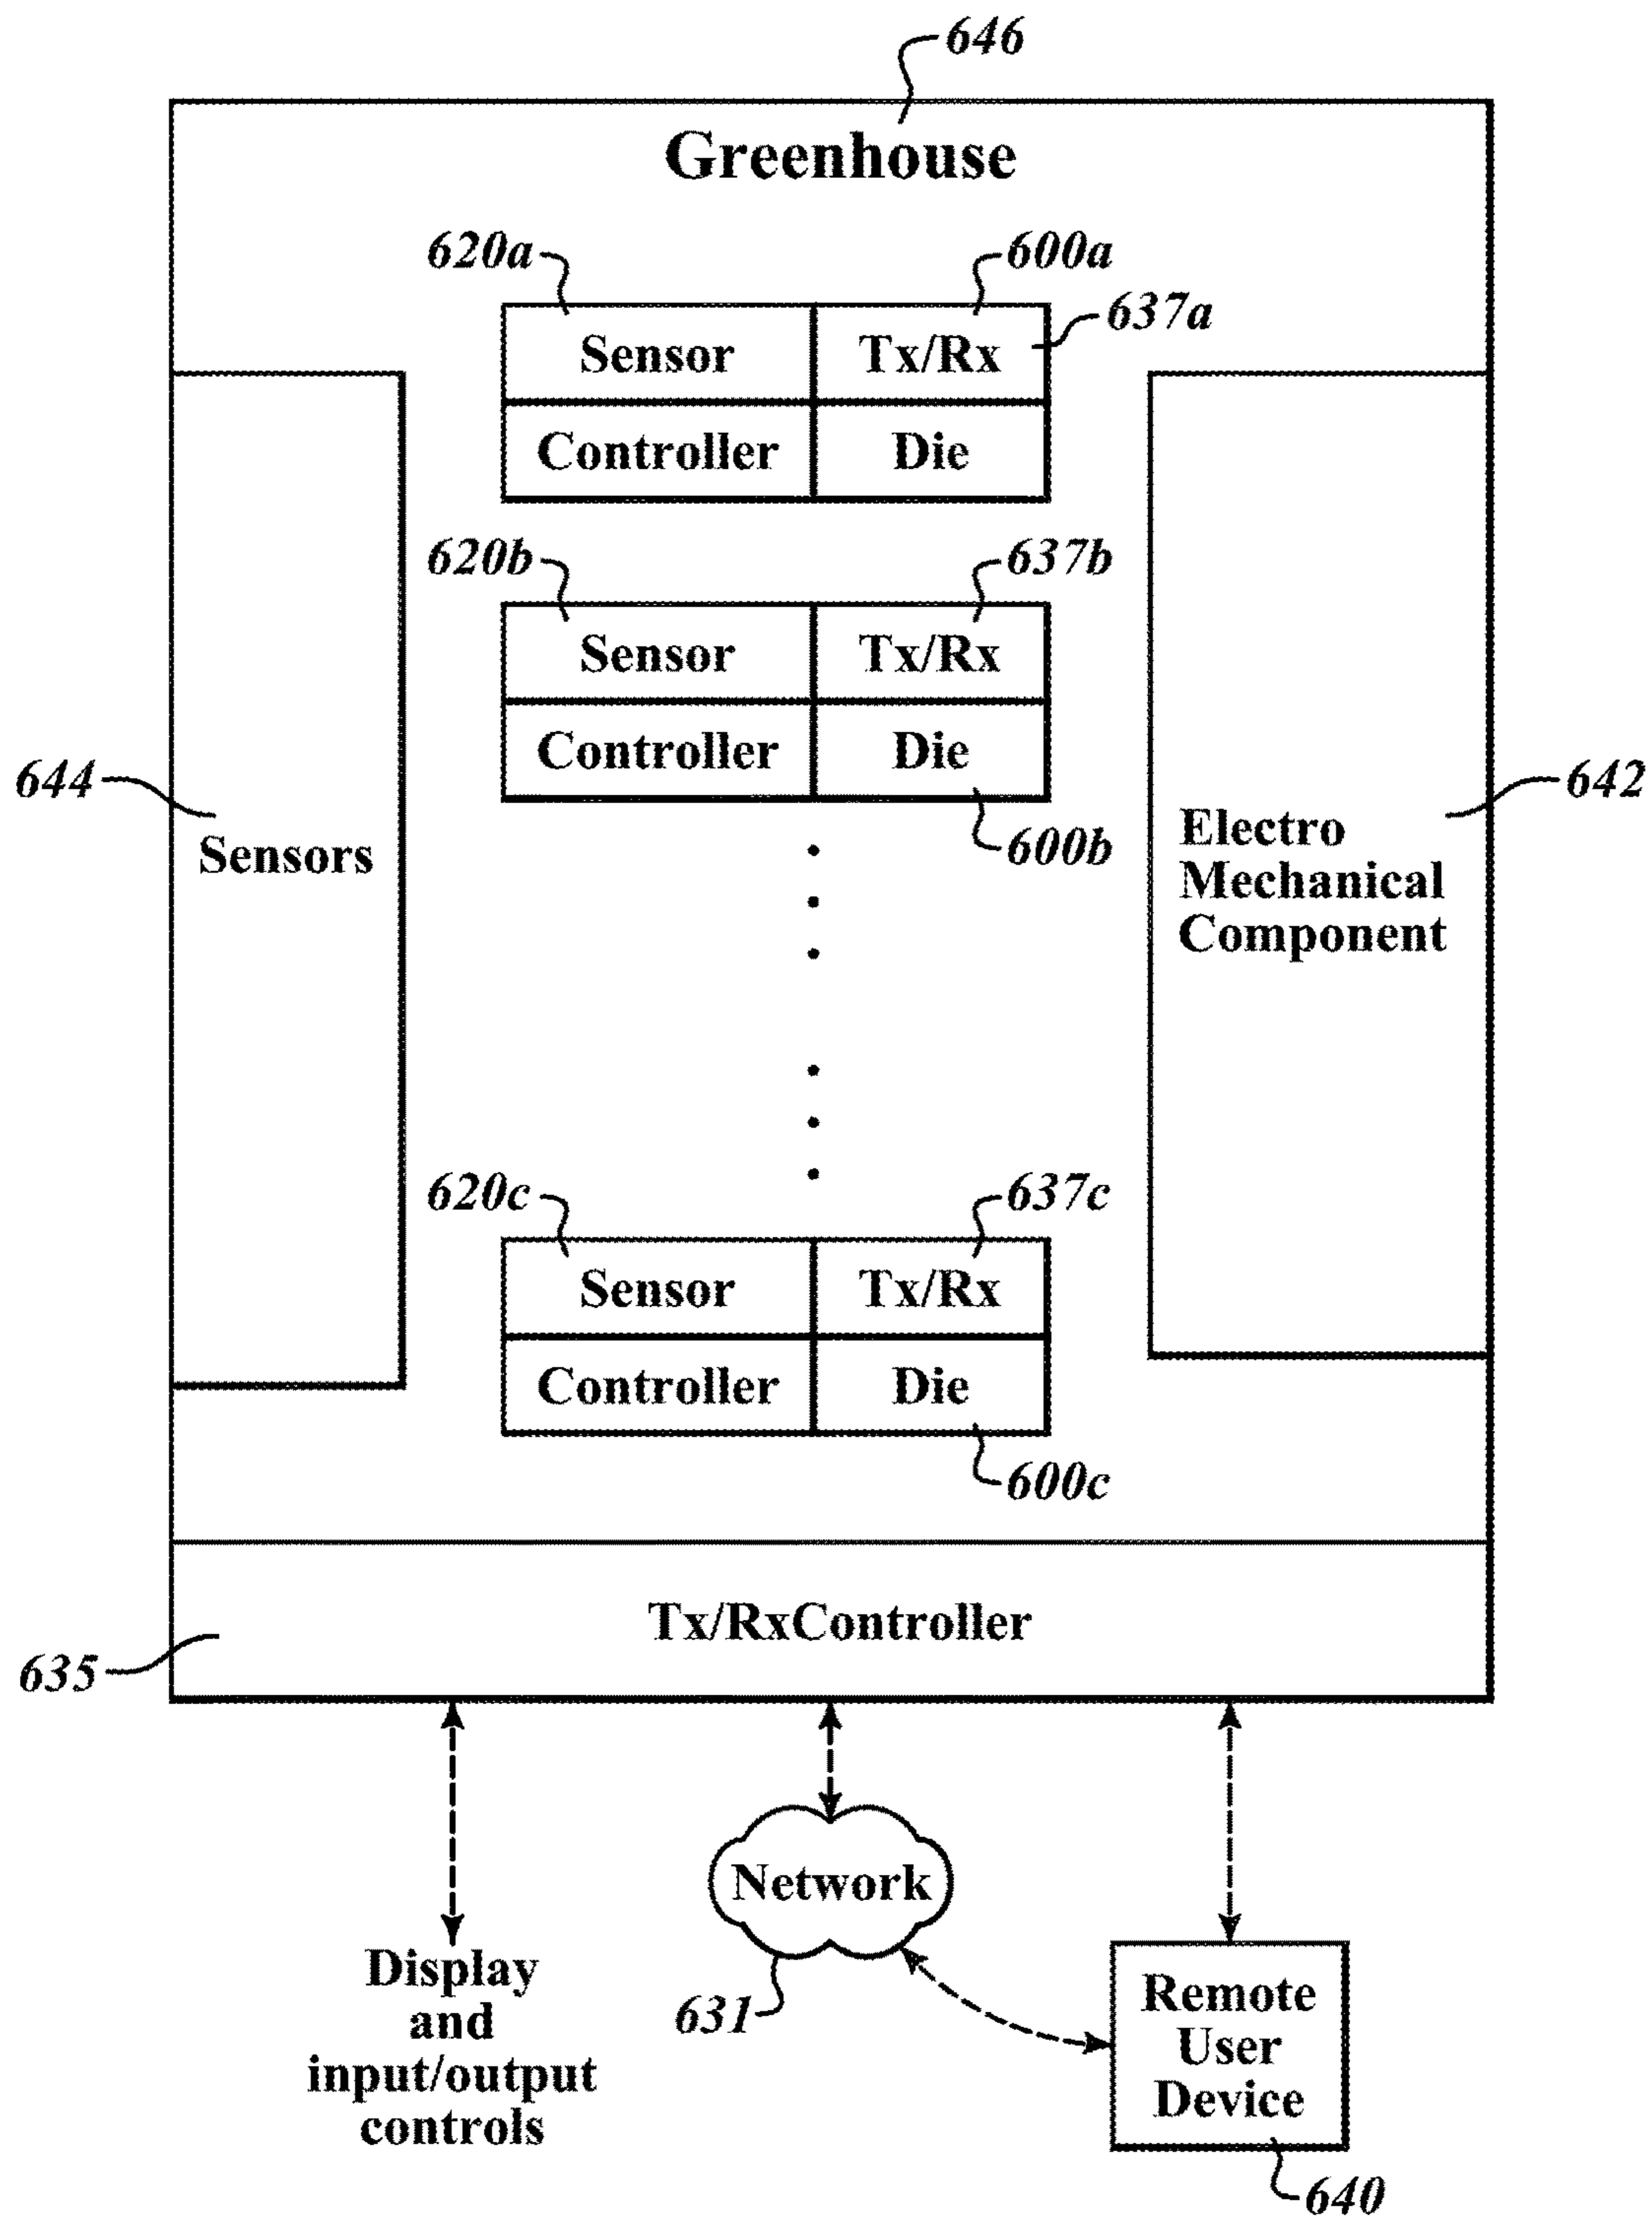 646
Greenhouse
620a
600a
637a
Sensor
Tx/Rx
Controller
Die
620b
637b
Sensor
Tx/Rx
Controller
Die
600b
644
Sensors
642
Electro
Mechanical
Component
620c
637c
Sensor
Tx/Rx
Controller
Die
600c
Tx/RxController
635
Network
631
Display
and
input/output
controls
Remote
User
Device
640